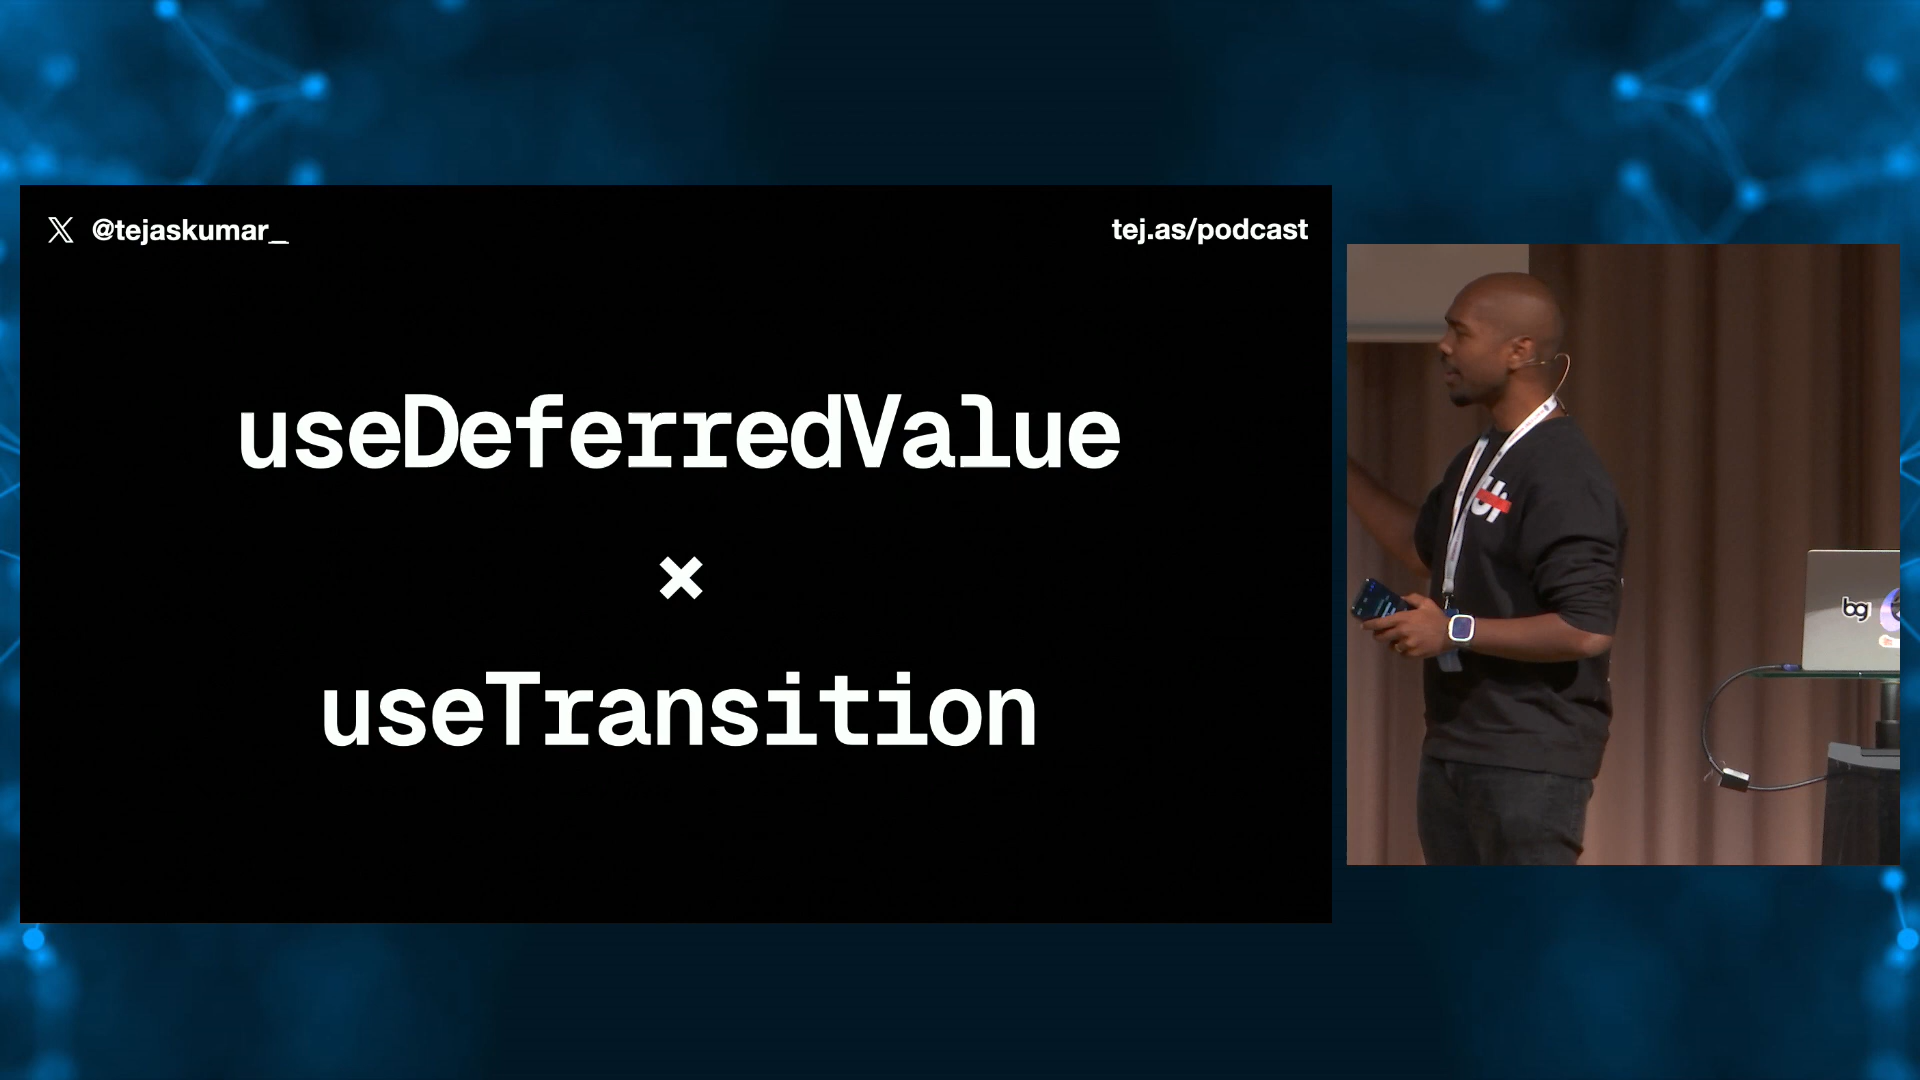 @tejaskumar_
tej.as/podcast
useDeferredValue
×
useTransition
bg